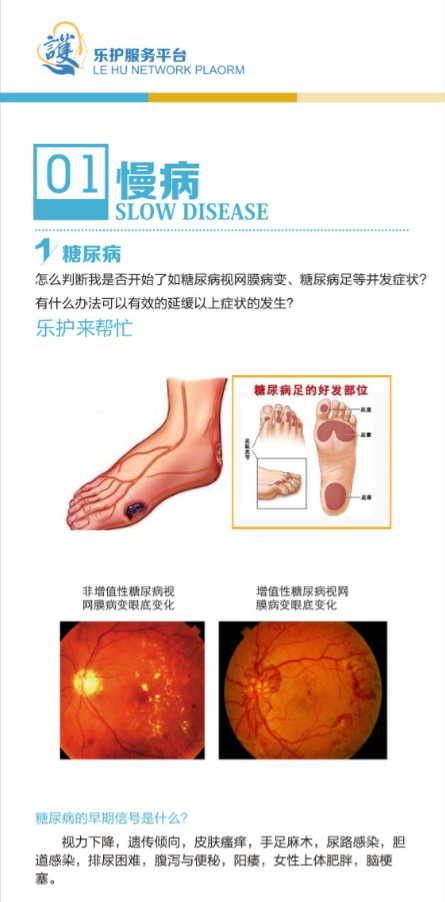 護
乐护服务平台
LE HU NETWORK PLAORM
01 慢病
SLOW DISEASE
1 糖尿病
怎么判断我是否开始了如糖尿病视网膜病变、糖尿病足等并发症状?
有什么办法可以有效的延缓以上症状的发生?
乐护来帮忙
糖尿病足的好发部位
足底
足趾关节
非增值性糖尿病视
网膜病变眼底变化
增值性糖尿病视网
膜病变眼底变化
糖尿病的早期信号是什么?
视力下降，遗传倾向，皮肤瘙痒，手足麻木，尿路感染，胆
道感染，排尿困难，腹泻与便秘，阳痿，女性上体肥胖，脑梗
塞。